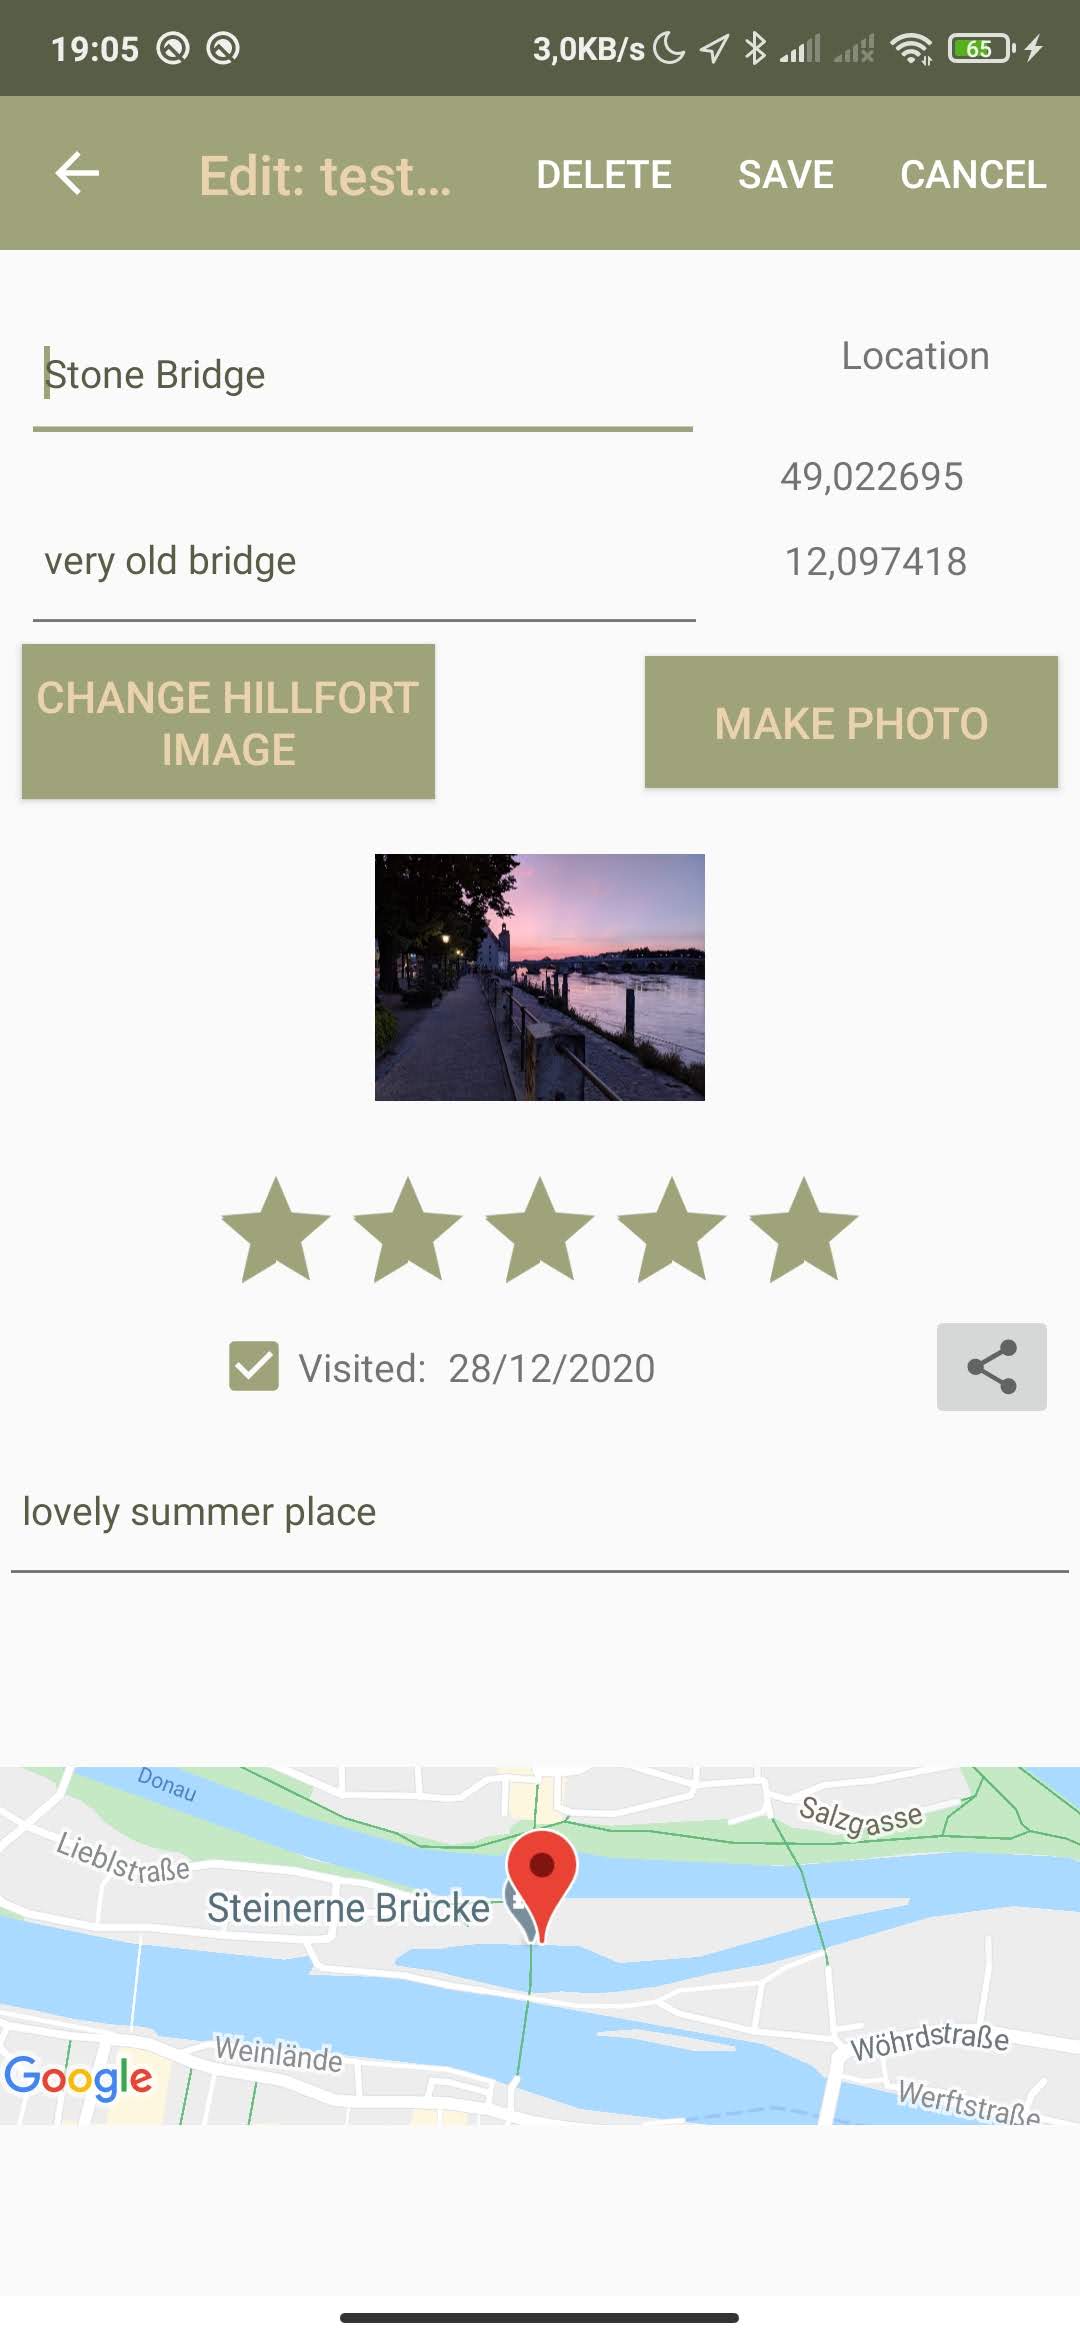 19:05 3,0KB/s 65
Edit: test... DELETE SAVE CANCEL
Stone Bridge
Location
49,022695
very old bridge
12,097418
CHANGE HILLFORT
IMAGE
MAKE PHOTO
Visited: 28/12/2020
lovely summer place
Donau
Salzgasse
Lieblstraße
Steinerne Brücke
Wöhrdstraße
Weinlände
Google
Werftstraße